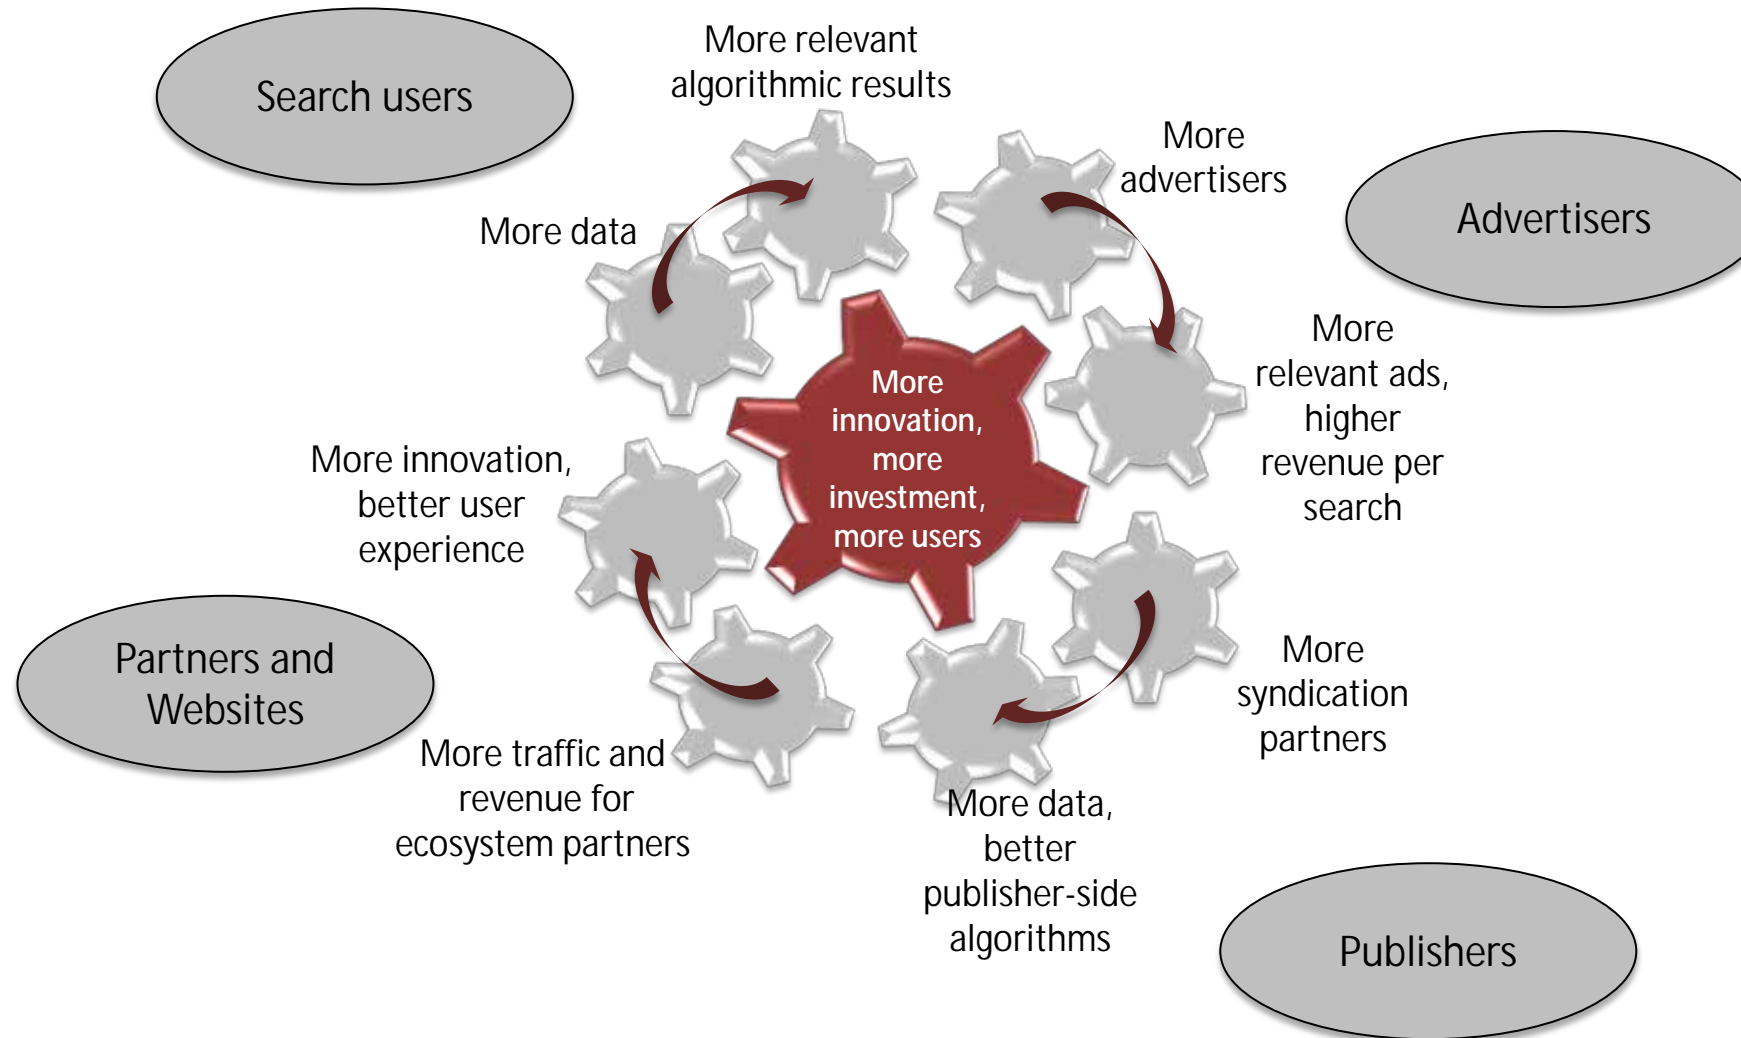 Search users
More relevant
algorithmic results
More data
More
advertisers
Advertisers
More
relevant ads,
higher
revenue per
search
More
innovation,
more
investment,
more users
More innovation,
better user
experience
Partners and
Websites
More traffic and
revenue for
ecosystem partners
More
syndication
partners
More data,
better
publisher-side
algorithms
Publishers